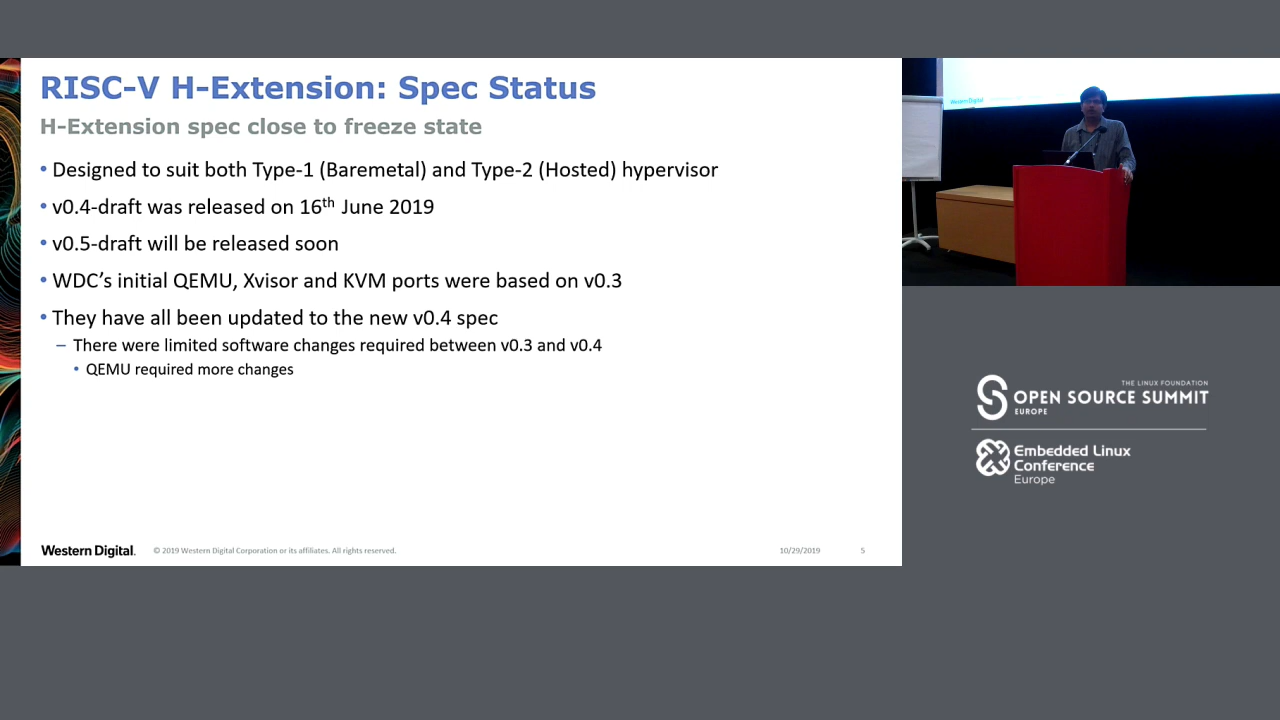 RISC-V H-Extension: Spec Status
H-Extension spec close to freeze state
• Designed to suit both Type-1 (Baremetal) and Type-2 (Hosted) hypervisor
• v0.4-draft was released on 16th June 2019
• v0.5-draft will be released soon
• WDC’s initial QEMU, Xvisor and KVM ports were based on v0.3
• They have all been updated to the new v0.4 spec
– There were limited software changes required between v0.3 and v0.4
• QEMU required more changes
Western Digital.
© 2019 Western Digital Corporation or its affiliates. All rights reserved.
10/29/2019
5
Western Digital
THE LINUX FOUNDATION
OPEN SOURCE SUMMIT
EUROPE
Embedded Linux
Conference
Europe